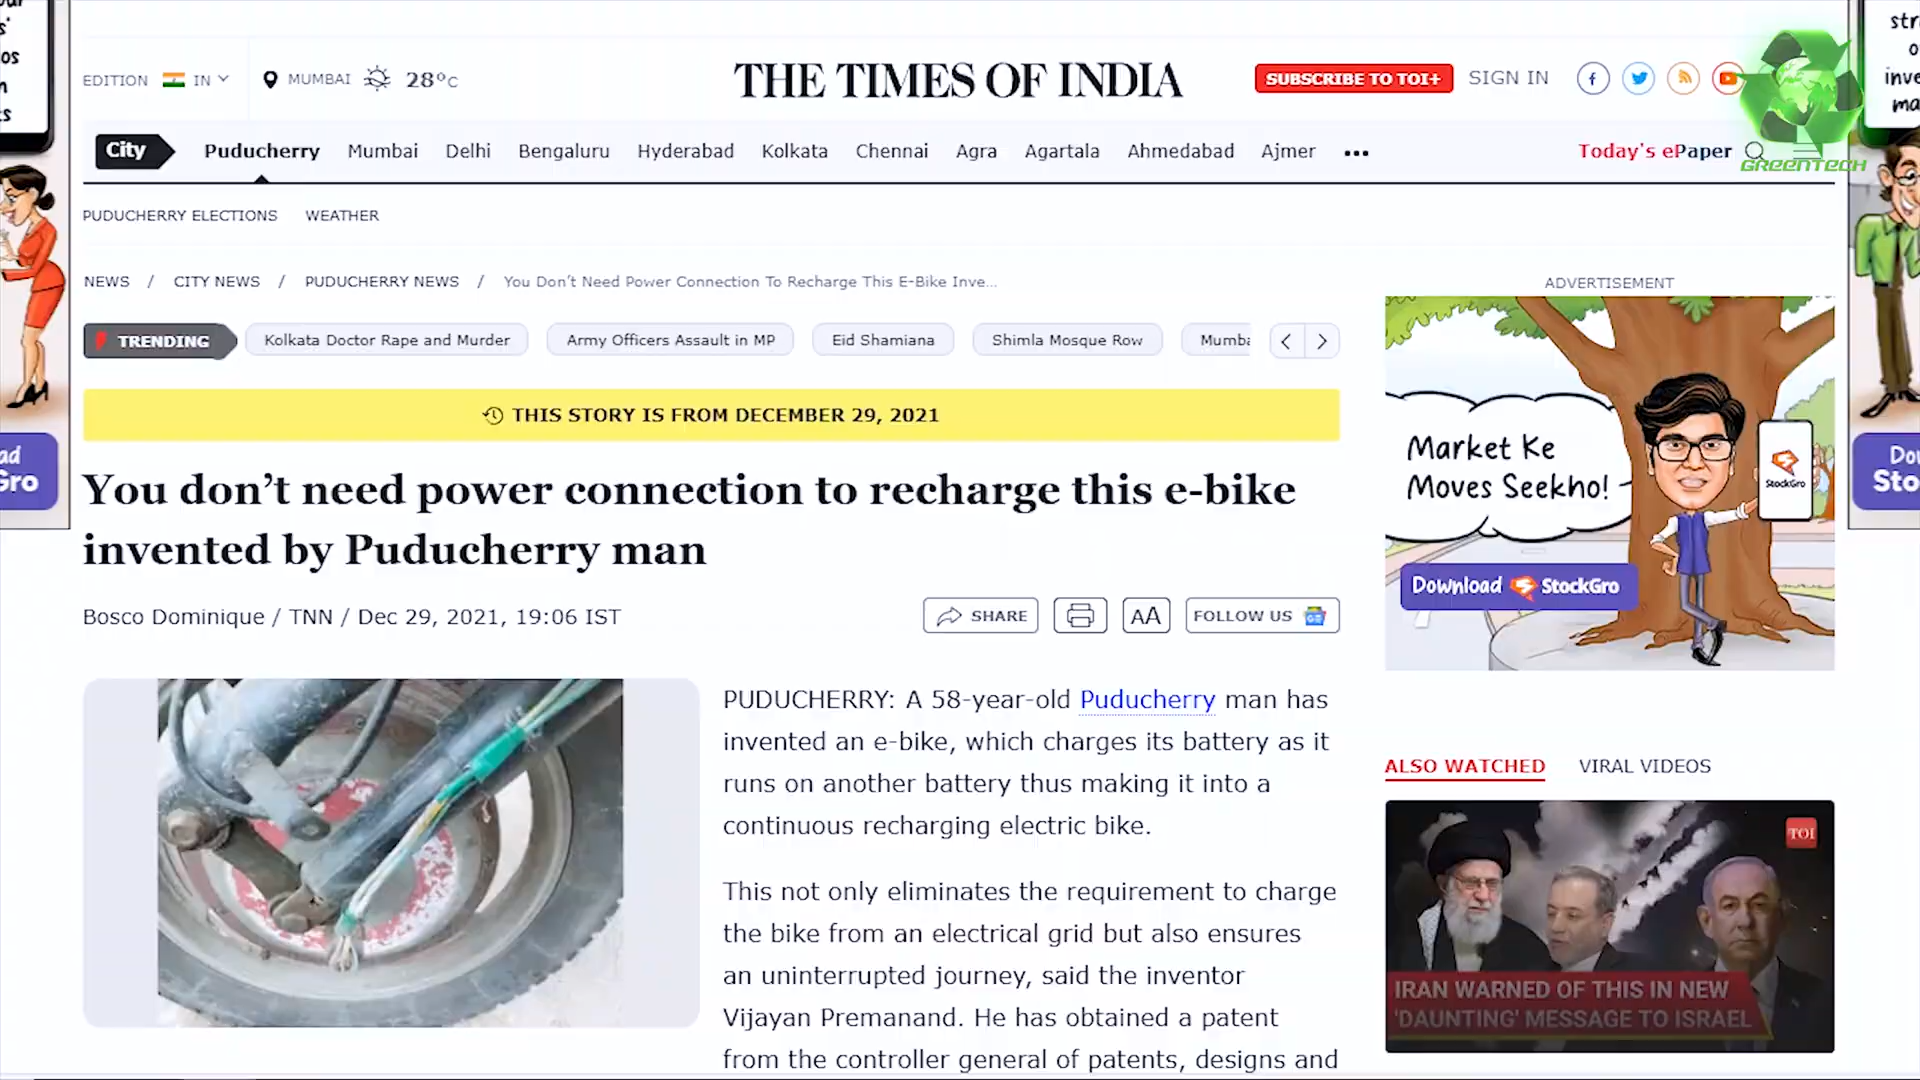 EDITION IN
MUMBAI 28°C
THE TIMES OF INDIA
SUBSCRIBE TO TOI+ SIGN IN
GREENTECH
City Puducherry Mumbai Delhi Bengaluru Hyderabad Kolkata Chennai Agra Agartala Ahmedabad Ajmer •••
Today's ePaper
PUDUCHERRY ELECTIONS WEATHER
NEWS / CITY NEWS / PUDUCHERRY NEWS / You Don't Need Power Connection To Recharge This E-Bike Inve...
TRENDING Kolkata Doctor Rape and Murder Army Officers Assault in MP Eid Shamiana Shimla Mosque Row Mumba
THIS STORY IS FROM DECEMBER 29, 2021
You don't need power connection to recharge this e-bike
invented by Puducherry man
Bosco Dominique / TNN / Dec 29, 2021, 19:06 IST
SHARE AA FOLLOW US
PUDUCHERRY: A 58-year-old Puducherry man has
invented an e-bike, which charges its battery as it
runs on another battery thus making it into a
continuous recharging electric bike.
This not only eliminates the requirement to charge
the bike from an electrical grid but also ensures
an uninterrupted journey, said the inventor
Vijayan Premanand. He has obtained a patent
from the controller general of patents, designs and
ADVERTISEMENT
Market Ke
Moves Seekho!
StockGro
Download StockGro
ALSO WATCHED VIRAL VIDEOS
TOI
IRAN WARNED OF THIS IN NEW
'DAUNTING' MESSAGE TO ISRAEL